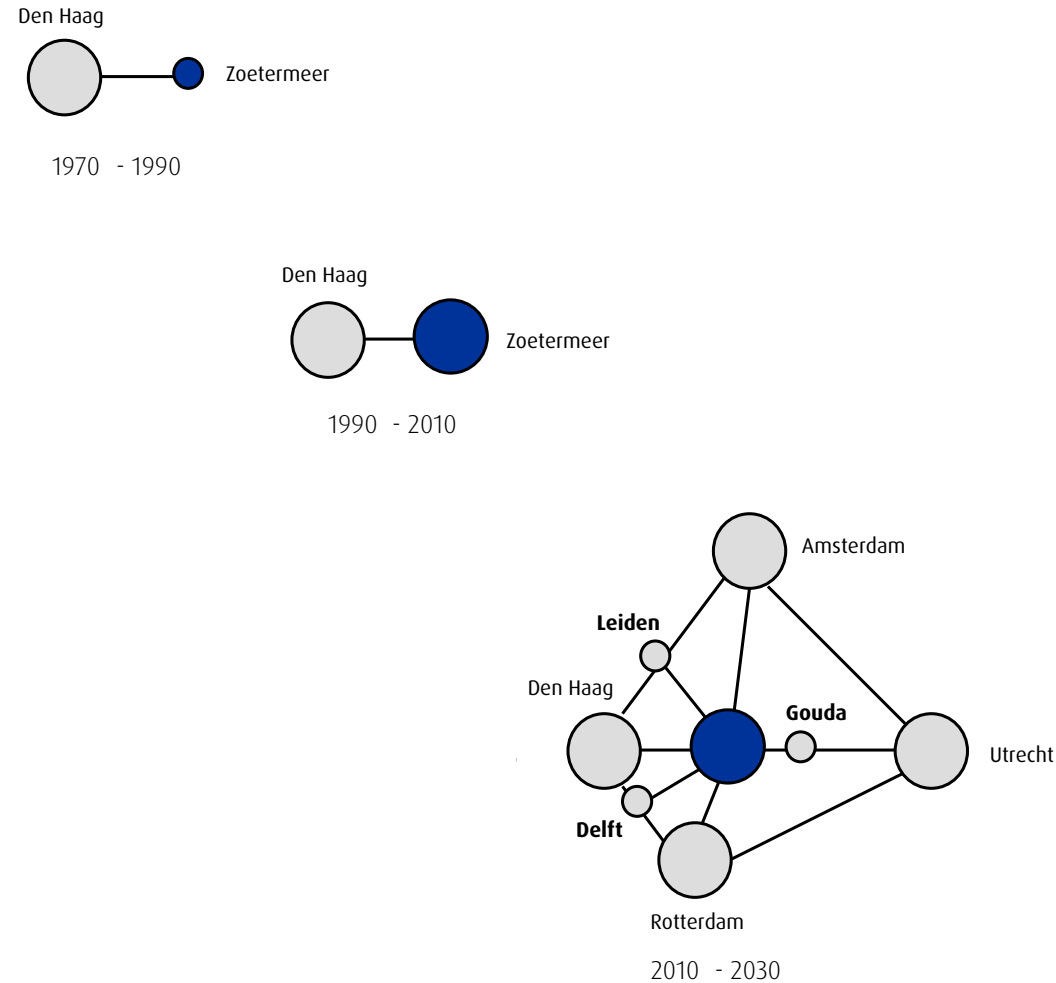 Den Haag
Zoetermeer
1970 - 1990
Den Haag
Zoetermeer
1990 - 2010
Amsterdam
Leiden
Den Haag
Gouda
Utrecht
Delft
Rotterdam
2010 - 2030